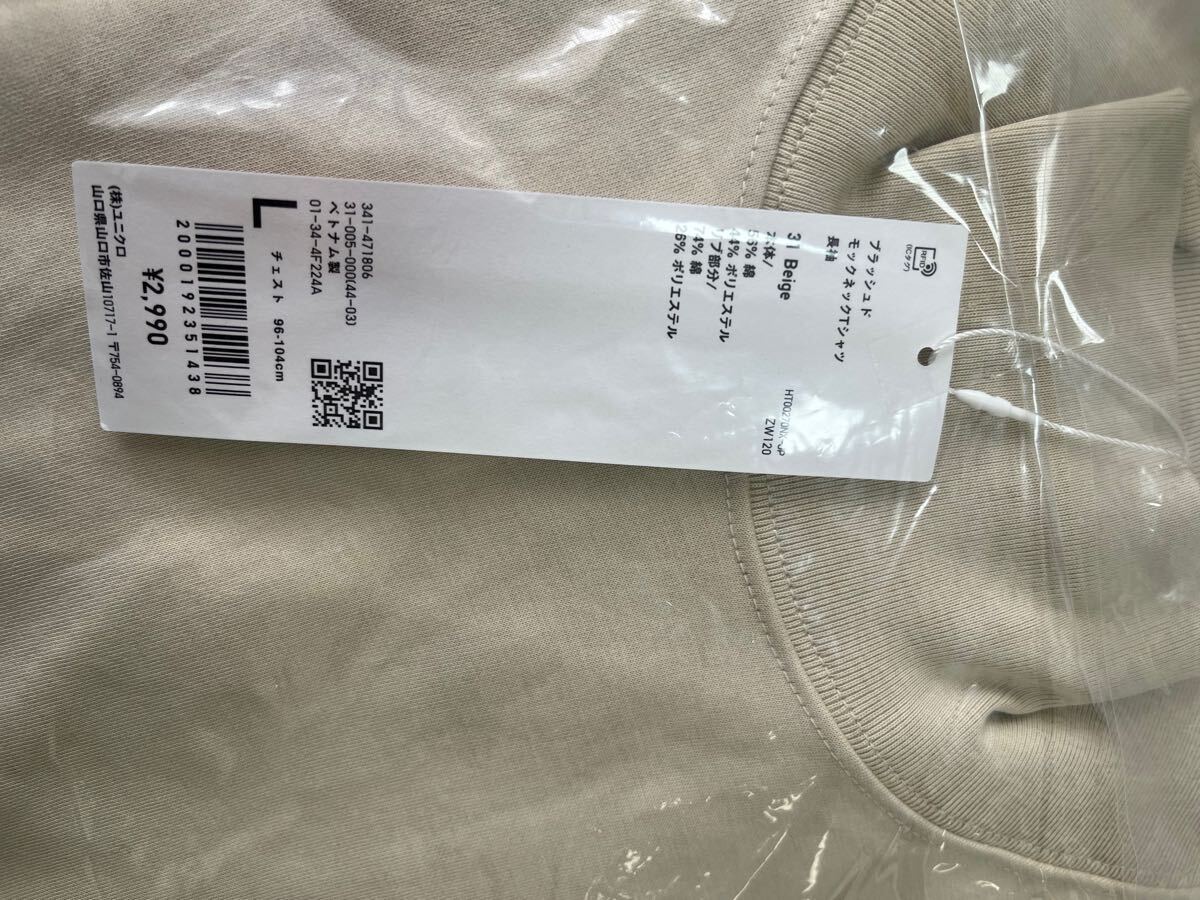 RFID
(ICタグ)
ブラッシュド
モックネックTシャツ
長袖
31 Beige
本体/
56% 綿
44% ポリエステル
リブ部分/
74% 綿
26% ポリエステル
ZW120
341-471806
31-005-000(44-03)
ベトナム製
01-34-4F224A
L
チェスト 96-104cm
2000192351438
¥2,990
(株)ユニクロ
山口県山口市佐山10717-1 〒754-0894